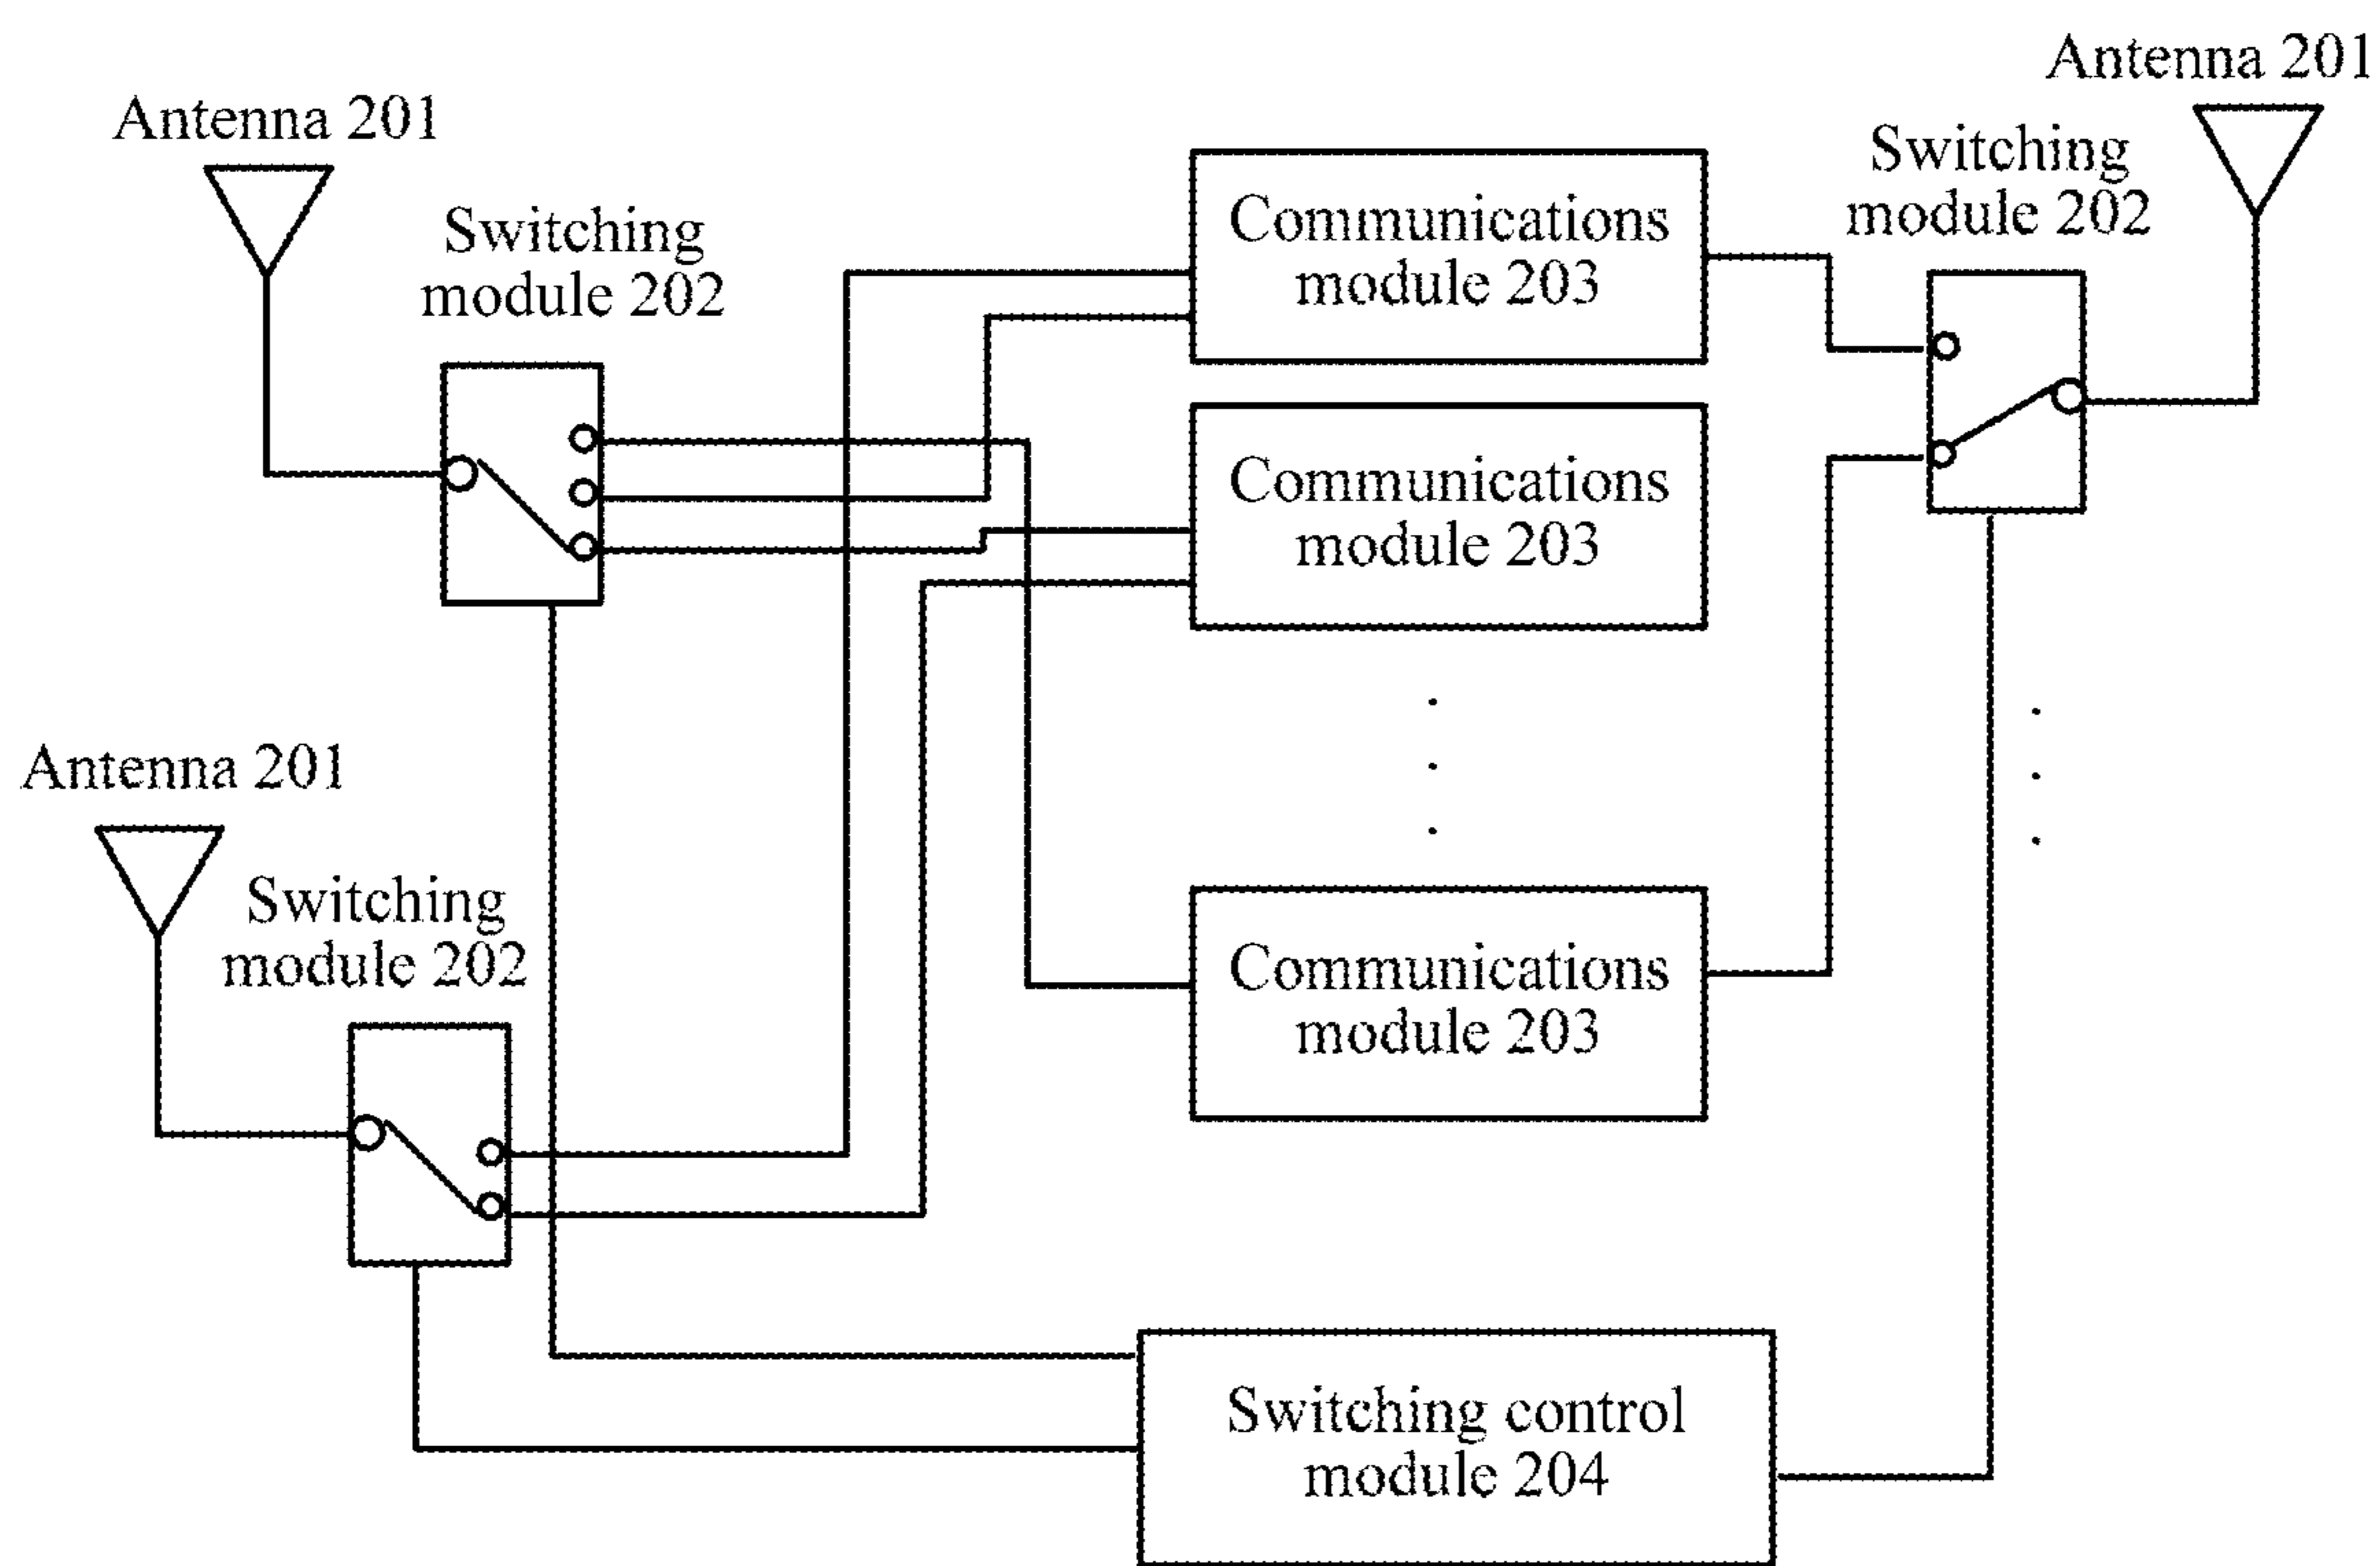 Antenna 201
Antenna 201
Switching
module 202
Switching
module 202
Communications
module 203
Communications
module 203
Antenna 201
Switching
module 202
Communications
module 203
Switching control
module 204